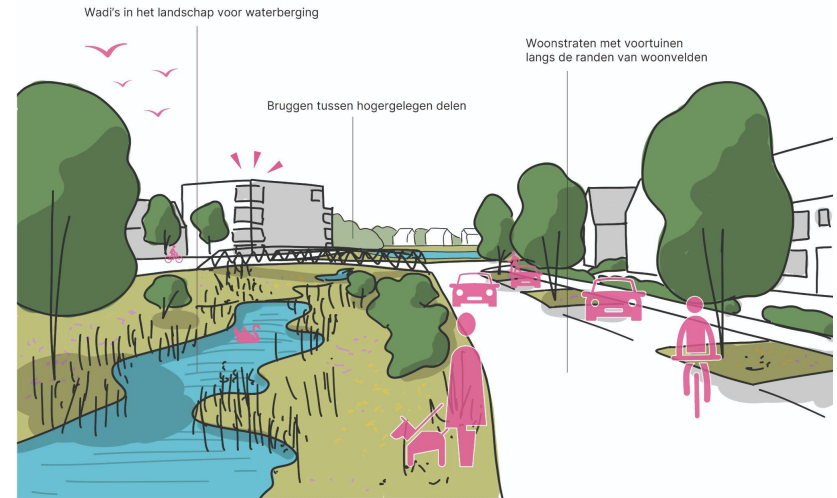 Wadi's in het landschap voor waterberging
Woonstraten met voortuinen
langs de randen van woonvelden
Bruggen tussen hogergelegen delen